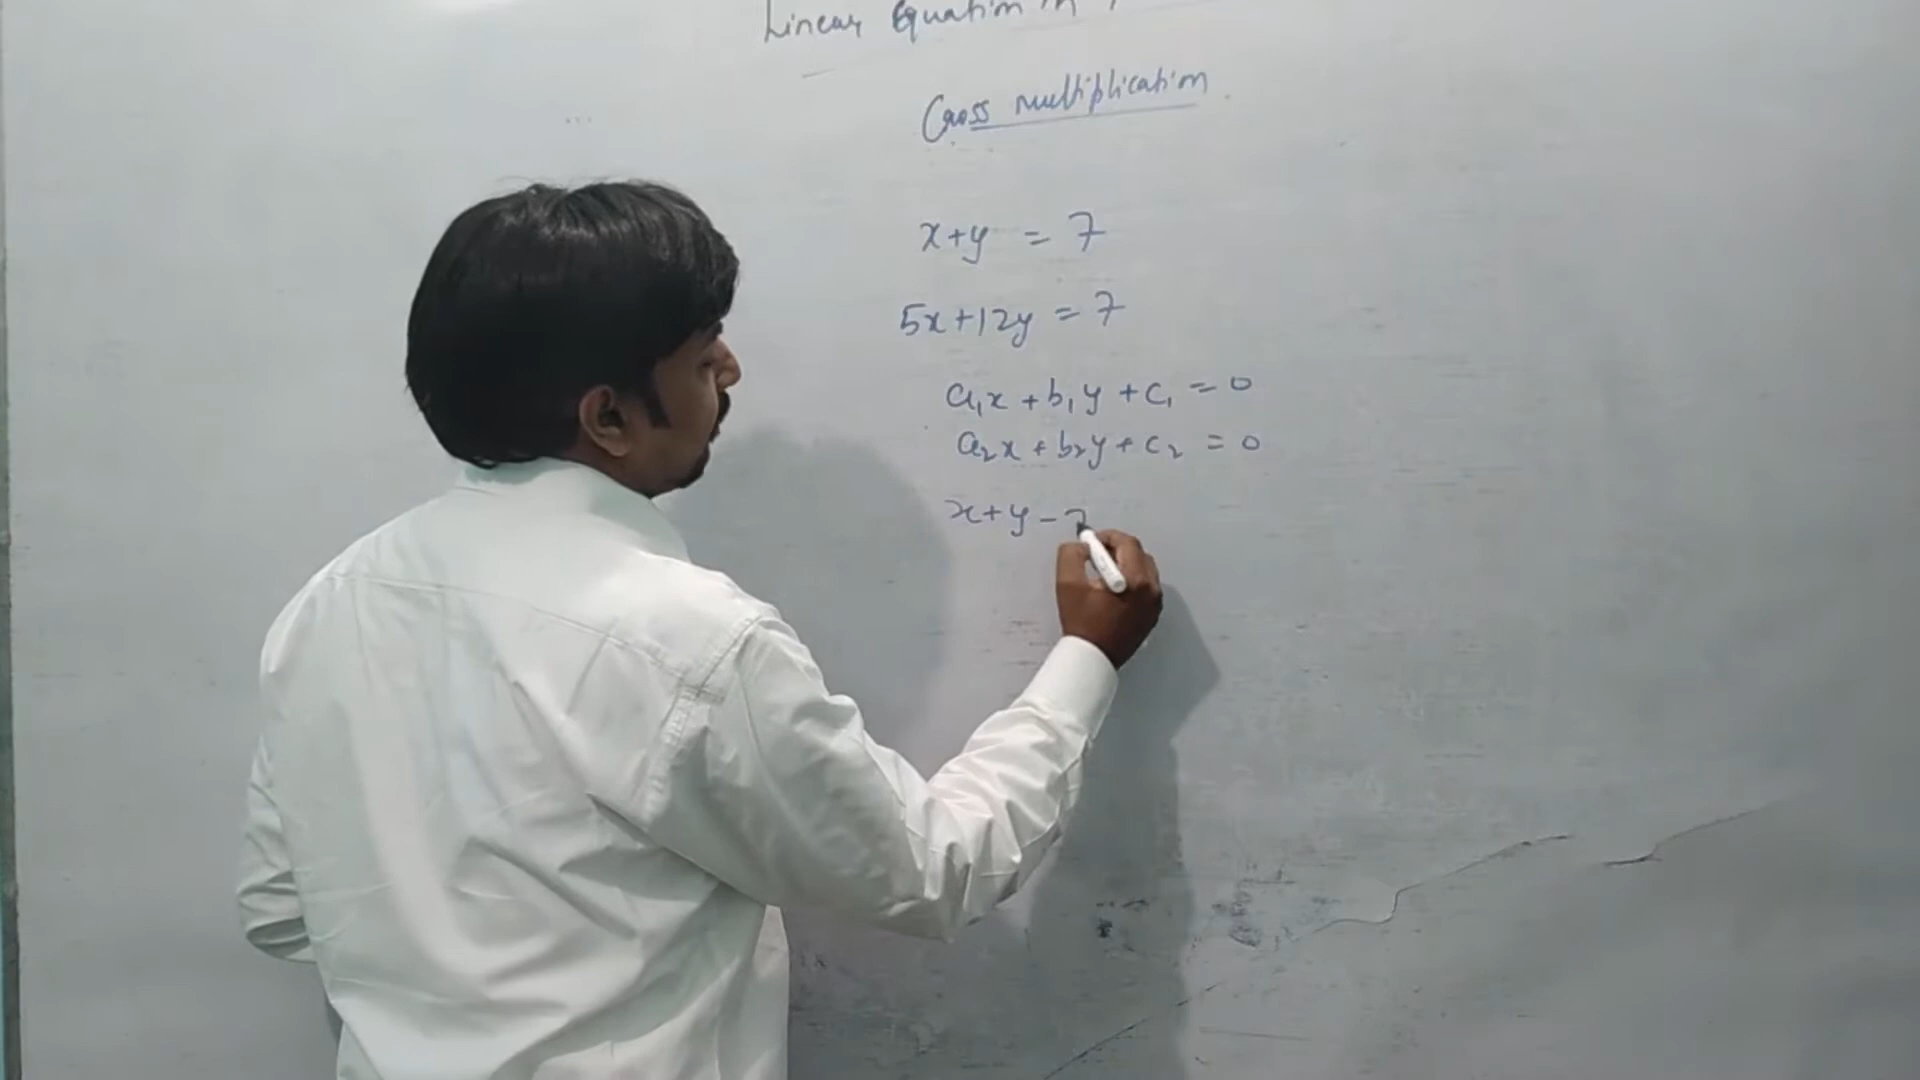 Linear Equation in
Cross multiplication
x+y = 7
5x+12y = 7
a₁x + b₁y + c₁ = 0
a₂x + b₂y + c₂ = 0
x+y-7